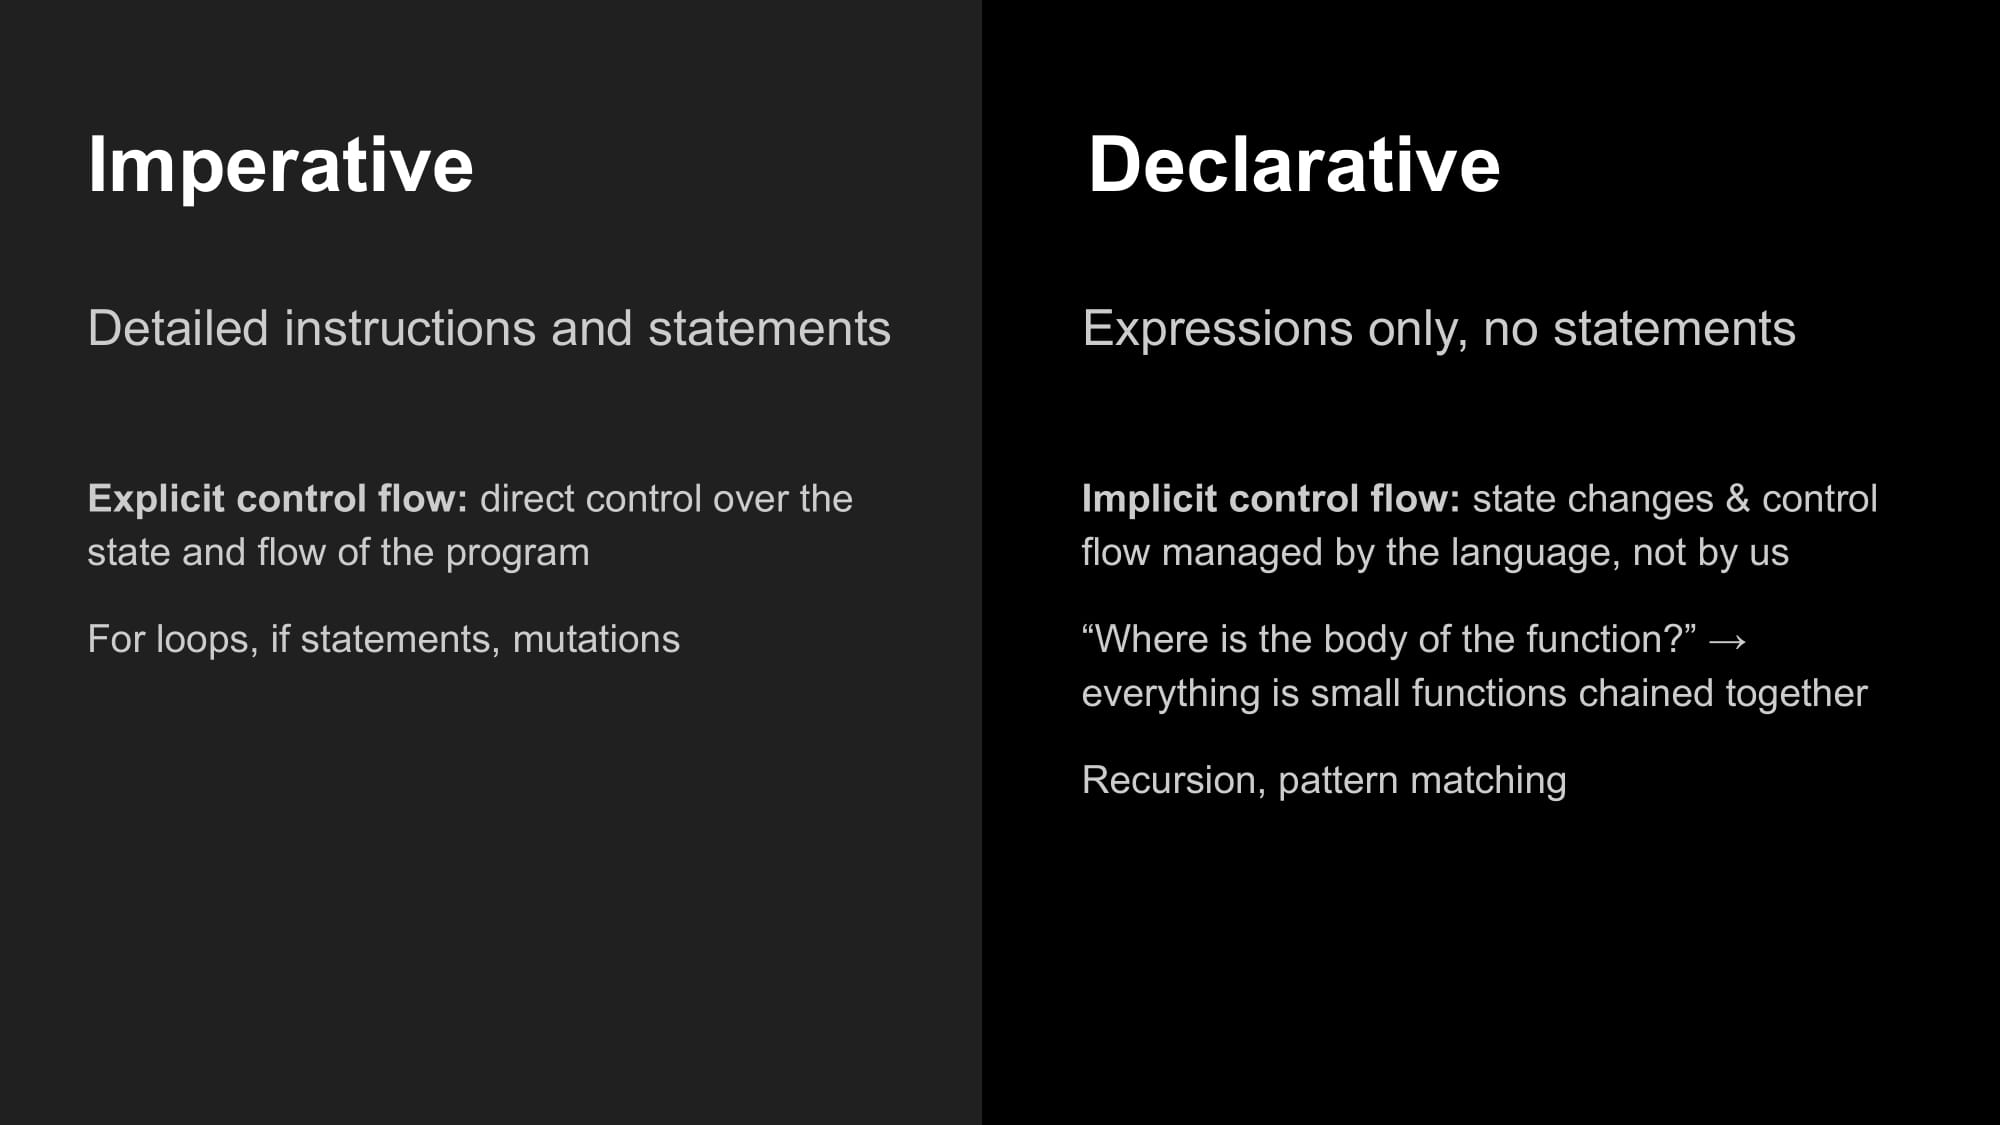 Imperative
Detailed instructions and statements
Explicit control flow: direct control over the
state and flow of the program
For loops, if statements, mutations
Declarative
Expressions only, no statements
Implicit control flow: state changes & control
flow managed by the language, not by us
“Where is the body of the function?” →
everything is small functions chained together
Recursion, pattern matching